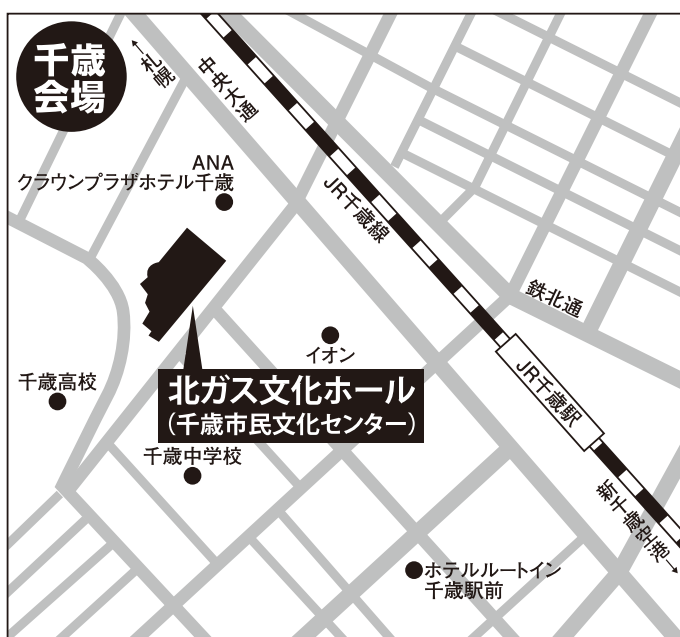 千歳
会場
←札幌
中央大通
ANA
クラウンプラザホテル千歳
JR千歳線
鉄北通
イオン
JR千歳駅
千歳高校
北ガス文化ホール
(千歳市民文化センター)
千歳中学校
新千歳空港→
ホテルルートイン
千歳駅前